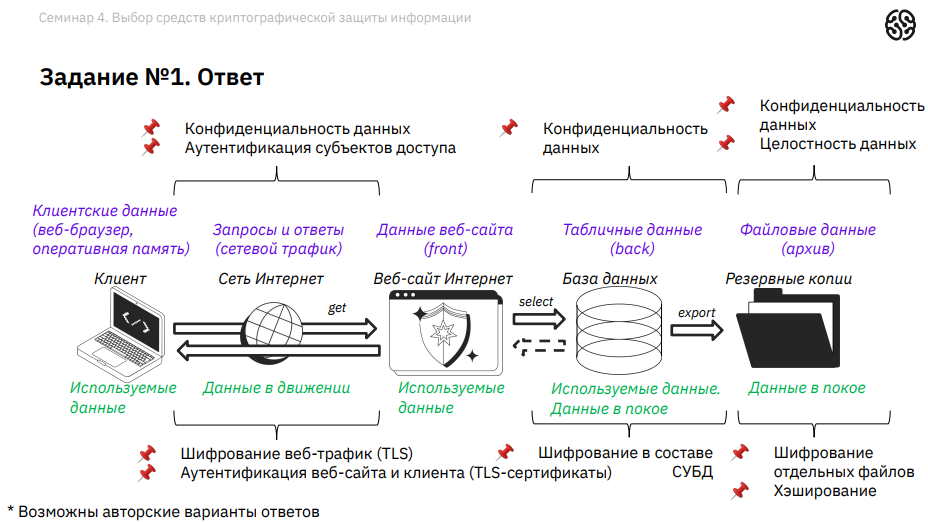 Семинар 4. Выбор средств криптографической защиты информации
Задание №1. Ответ
Конфиденциальность данных
Аутентификация субъектов доступа
Конфиденциальность
данных
Конфиденциальность
данных
Целостность данных
Клиентские данные
(веб-браузер,
оперативная память)
Запросы и ответы
(сетевой трафик)
Данные веб-сайта
(front)
Табличные данные
(back)
Файловые данные
(архив)
Клиент
Сеть Интернет
Веб-сайт Интернет
База данных
Резервные копии
get
select
export
</>
Используемые
данные
Данные в движении
Используемые
данные
Используемые данные.
Данные в покое
Данные в покое
Шифрование веб-трафик (TLS)
Аутентификация веб-сайта и клиента (TLS-сертификаты)
Шифрование в составе
СУБД
Шифрование
отдельных файлов
Хэширование
* Возможны авторские варианты ответов